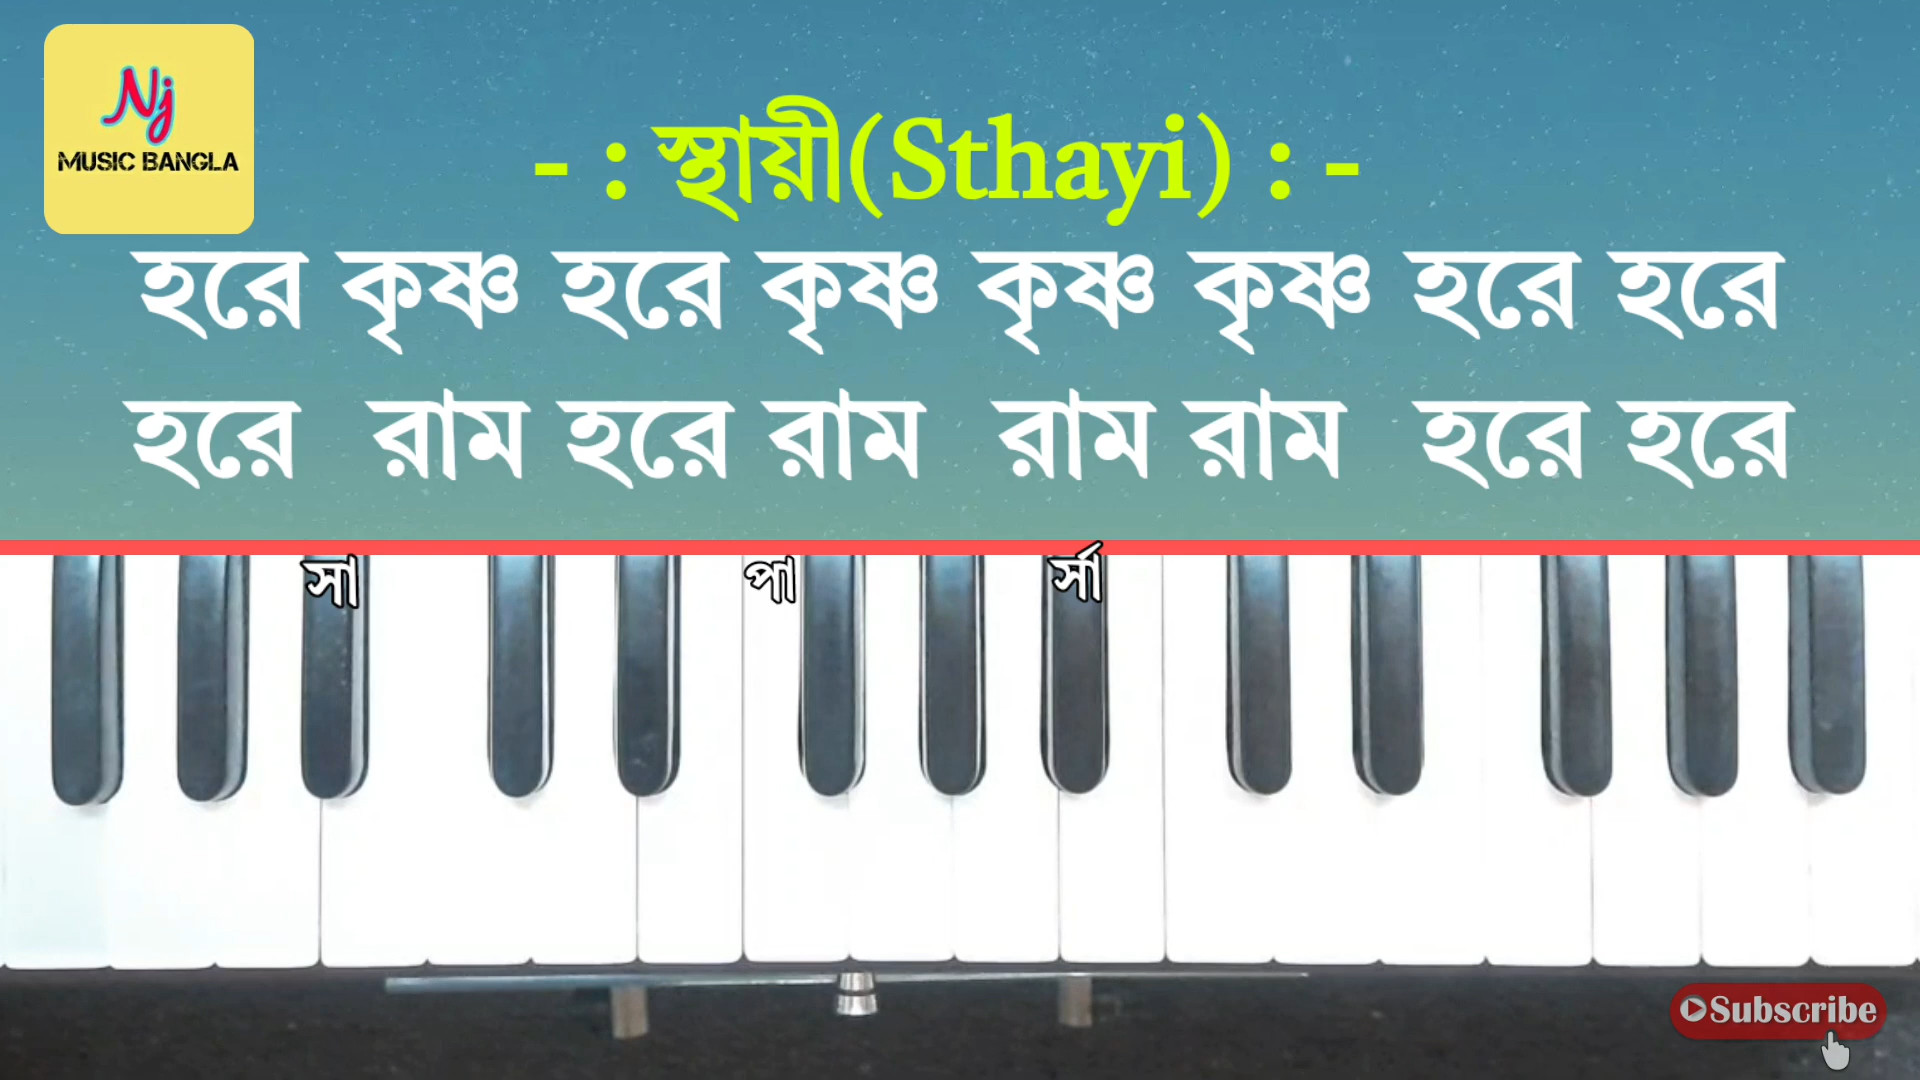 Nj
MUSIC BANGLA
- : স্থায়ী(Sthayi) : -
হরে কৃষ্ণ হরে কৃষ্ণ কৃষ্ণ কৃষ্ণ হরে হরে
হরে রাম হরে রাম রাম রাম হরে হরে
সা পা র্সা
Subscribe